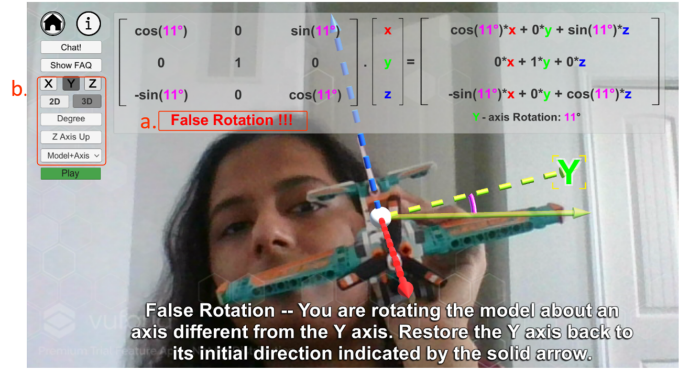 Chat!
Show FAQ
b.
X Y Z
2D 3D
Degree
Z Axis Up
Model+Axis
Play
cos(11°) 0 sin(11°)
0 1 0
-sin(11°) 0 cos(11°)
.
x
y
z
=
cos(11°)*x + 0*y + sin(11°)*z
0*x + 1*y + 0*z
-sin(11°)*x + 0*y + cos(11°)*z
a. False Rotation !!!
Y - axis Rotation: 11°
Y
False Rotation -- You are rotating the model about an
axis different from the Y axis. Restore the Y axis back to
its initial direction indicated by the solid arrow.